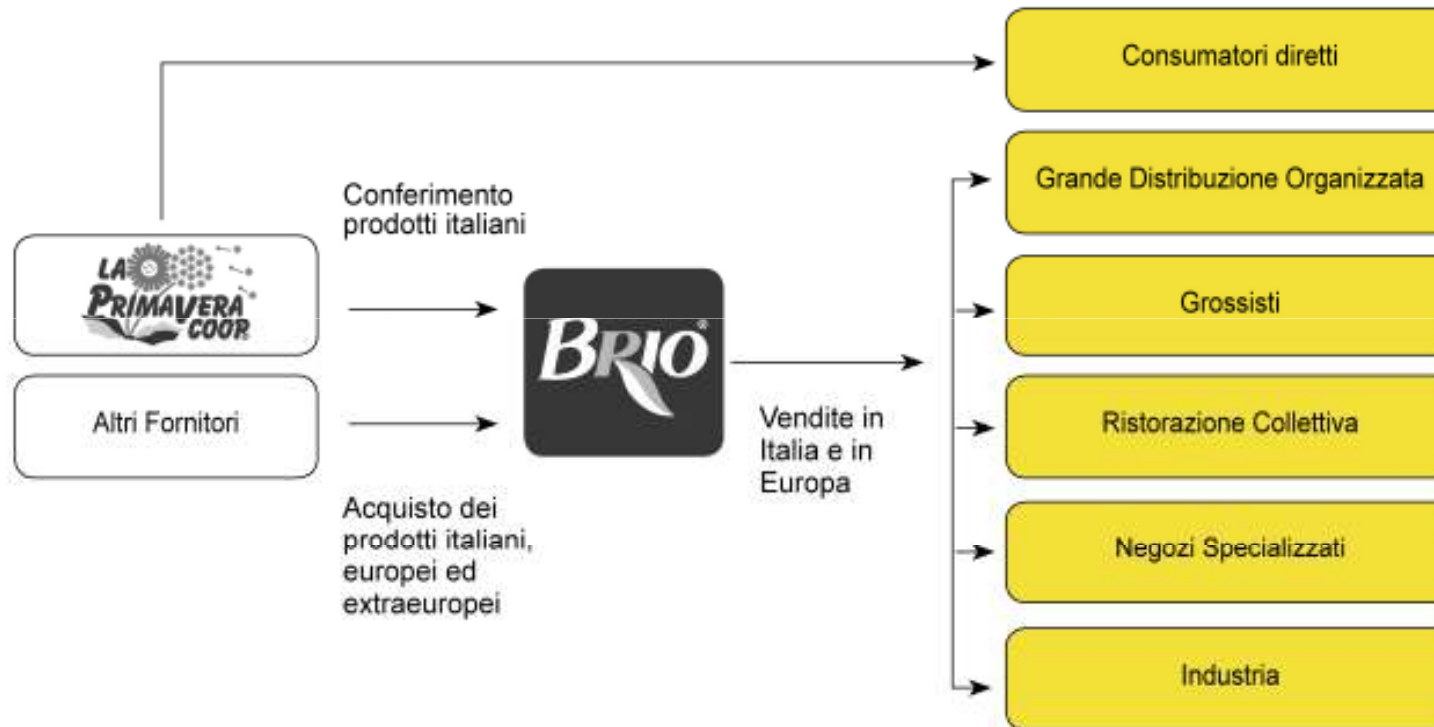 Consumatori diretti
Grande Distribuzione Organizzata
Conferimento
prodotti italiani
LA
PRIMAVERA
COOP.
BRIO®
Grossisti
Altri Fornitori
Vendite in
Italia e in
Europa
Ristorazione Collettiva
Acquisto dei
prodotti italiani,
europei ed
extraeuropei
Negozi Specializzati
Industria